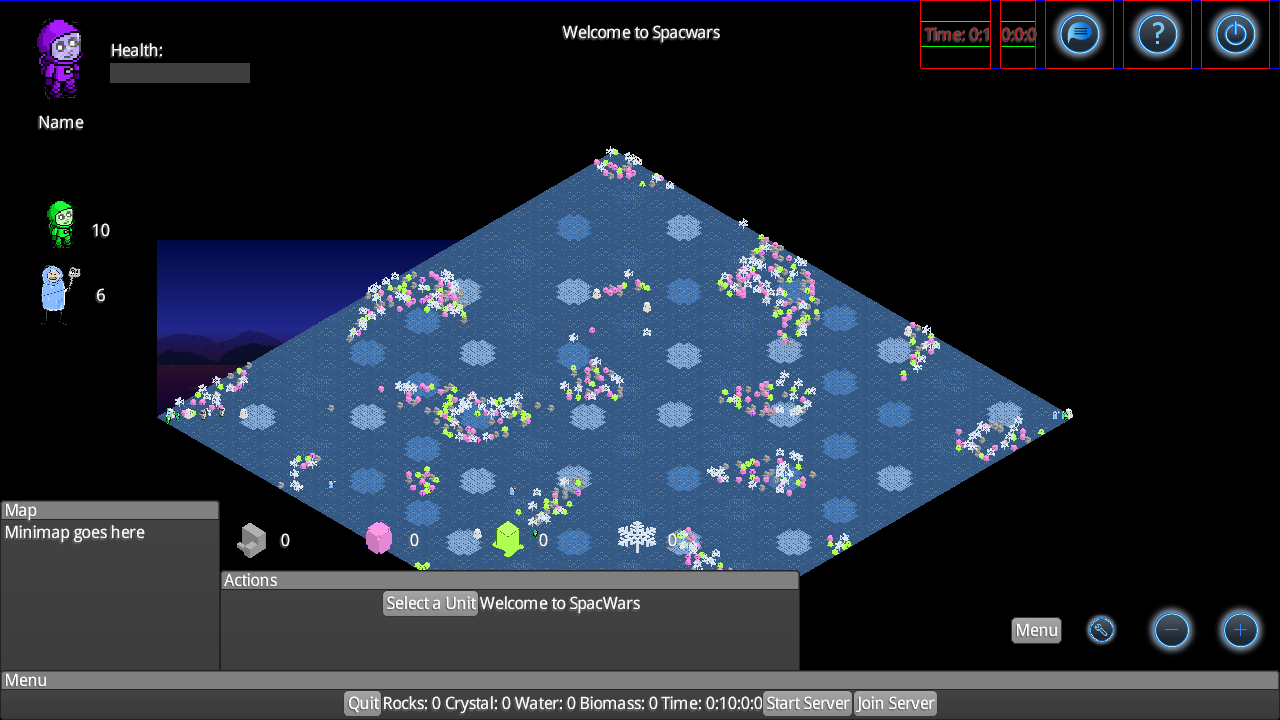 Health:
Welcome to Spacwars
Time: 0:1
0:0:0
?
Name
10
6
Map
Minimap goes here
0
0
0
0
Actions
Select a Unit Welcome to SpacWars
Menu
Menu
Quit Rocks: 0 Crystal: 0 Water: 0 Biomass: 0 Time: 0:10:0:0 Start Server Join Server